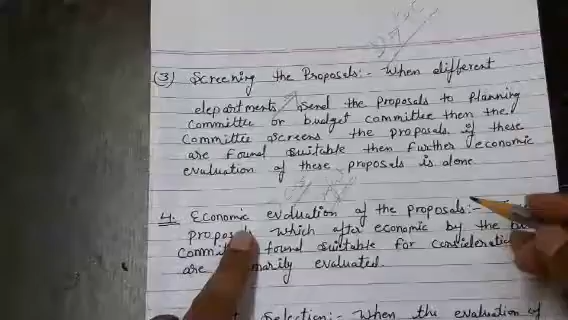 (3) Screening the Proposals:- When different
departments send the proposals to planning
committee or budget committee then the
Committee screens the proposals if these
are found suitable then further economic
evaluation of these proposals is done
4. Economic evaluation of the proposals:-
which after economic by the
found suitable for
are evaluated.
Selection:- When the evaluation of